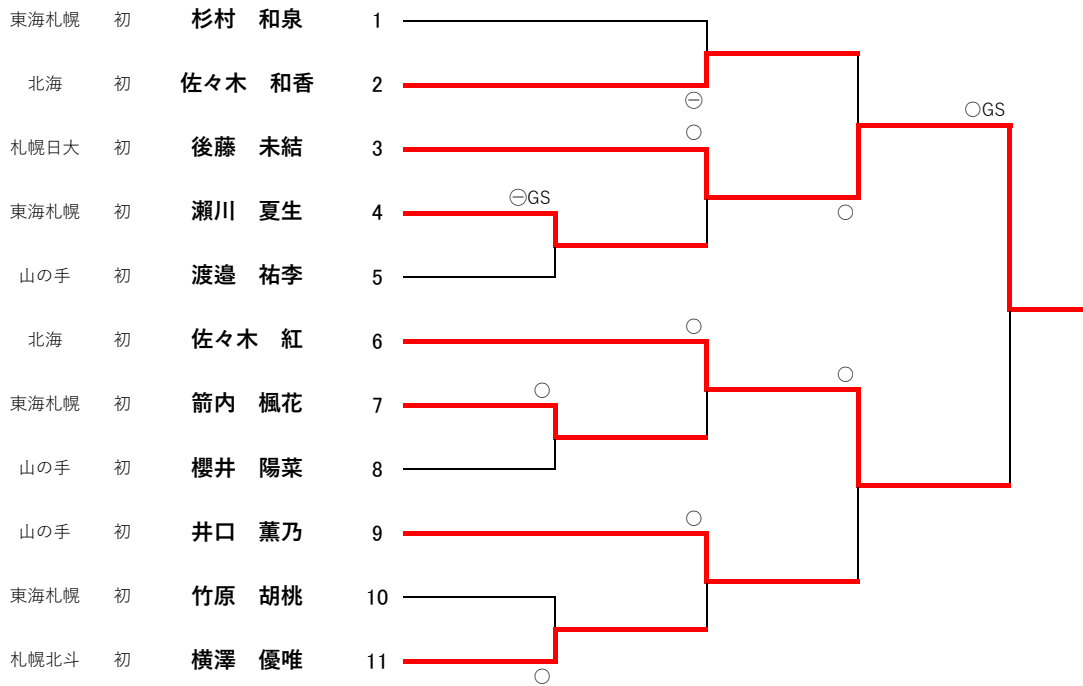 東海札幌 初 杉村 和泉 1
北海 初 佐々木 和香 2
㊀
○
○GS
札幌日大 初 後藤 未結 3
㊀GS
東海札幌 初 瀬川 夏生 4
○
山の手 初 渡邉 祐李 5
北海 初 佐々木 紅 6
○
○
○
東海札幌 初 箭内 楓花 7
山の手 初 櫻井 陽菜 8
○
山の手 初 井口 薫乃 9
東海札幌 初 竹原 胡桃 10
札幌北斗 初 横澤 優唯 11
○